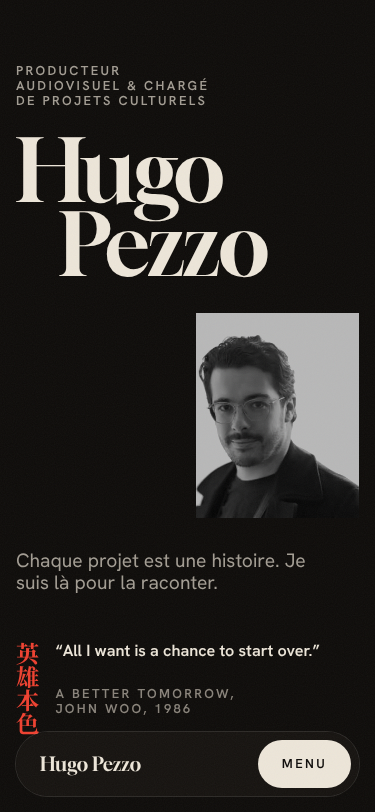 PRODUCTEUR
AUDIOVISUEL & CHARGÉ
DE PROJETS CULTURELS
Hugo
Pezzo
Chaque projet est une histoire. Je
suis là pour la raconter.
英雄本色
“All I want is a chance to start over.”
A BETTER TOMORROW,
JOHN WOO, 1986
Hugo Pezzo
MENU